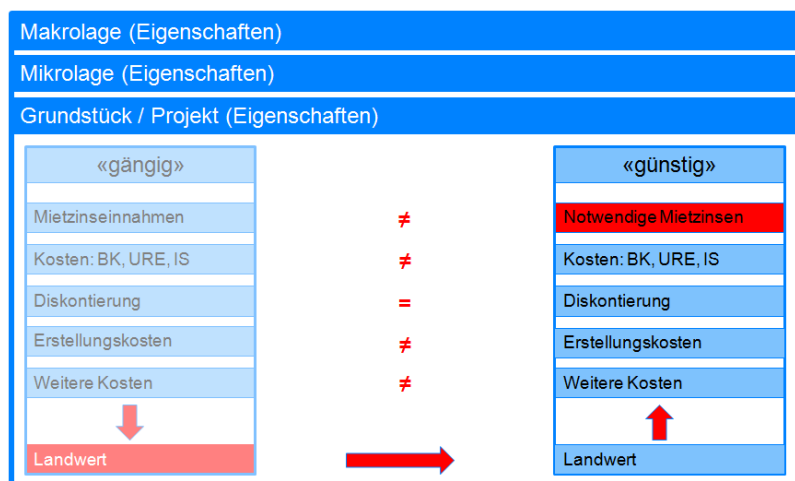 Makrolage (Eigenschaften)
Mikrolage (Eigenschaften)
Grundstück / Projekt (Eigenschaften)
«gängig» «günstig»
Mietzinseinnahmen ≠ Notwendige Mietzinsen
Kosten: BK, URE, IS ≠ Kosten: BK, URE, IS
Diskontierung = Diskontierung
Erstellungskosten ≠ Erstellungskosten
Weitere Kosten ≠ Weitere Kosten
Landwert Landwert